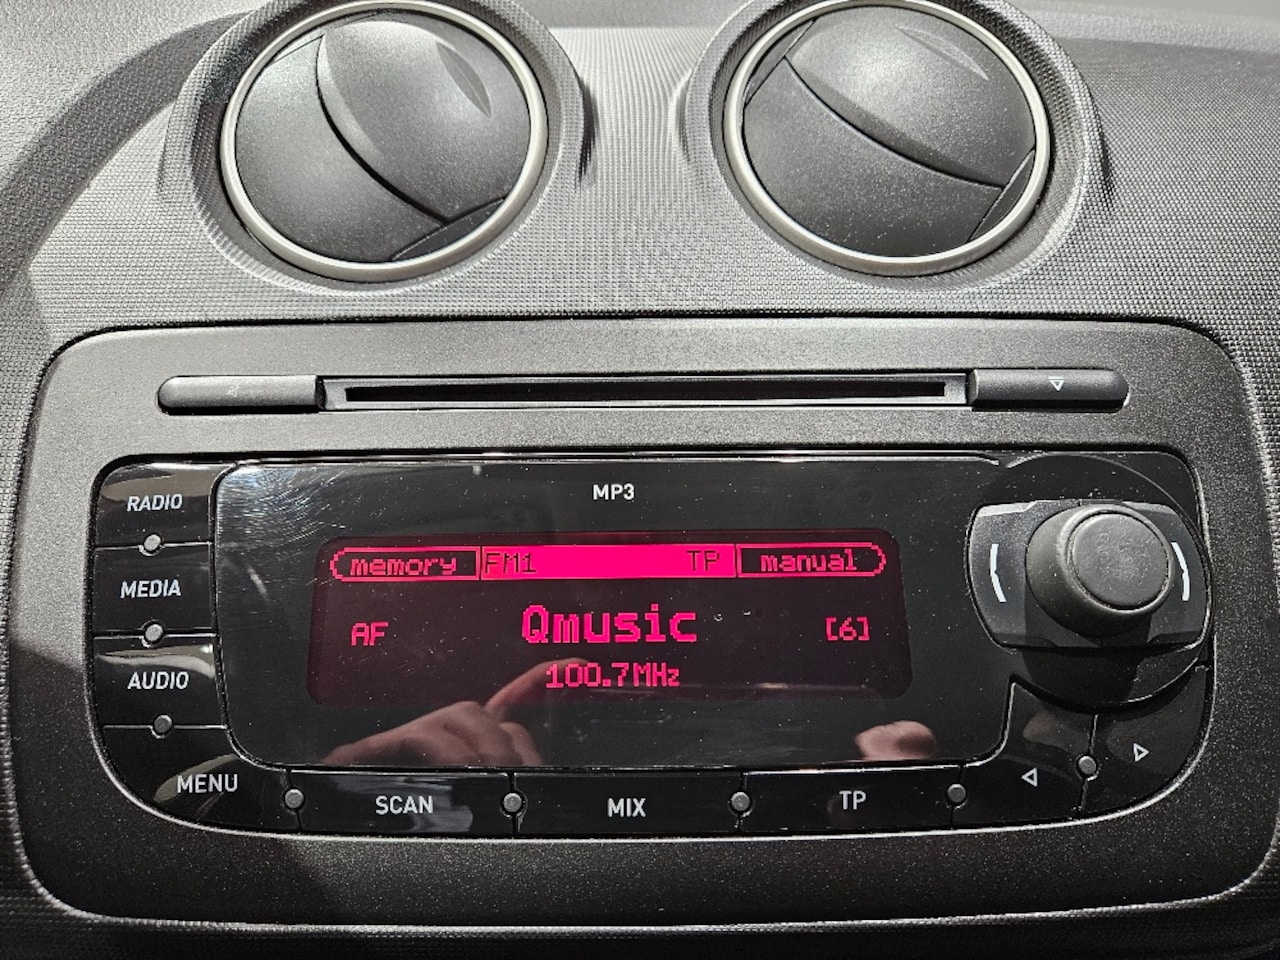 MP3
RADIO
memory FM1 TP manual
MEDIA
AF Qmusic [6]
100.7MHz
AUDIO
MENU SCAN MIX TP